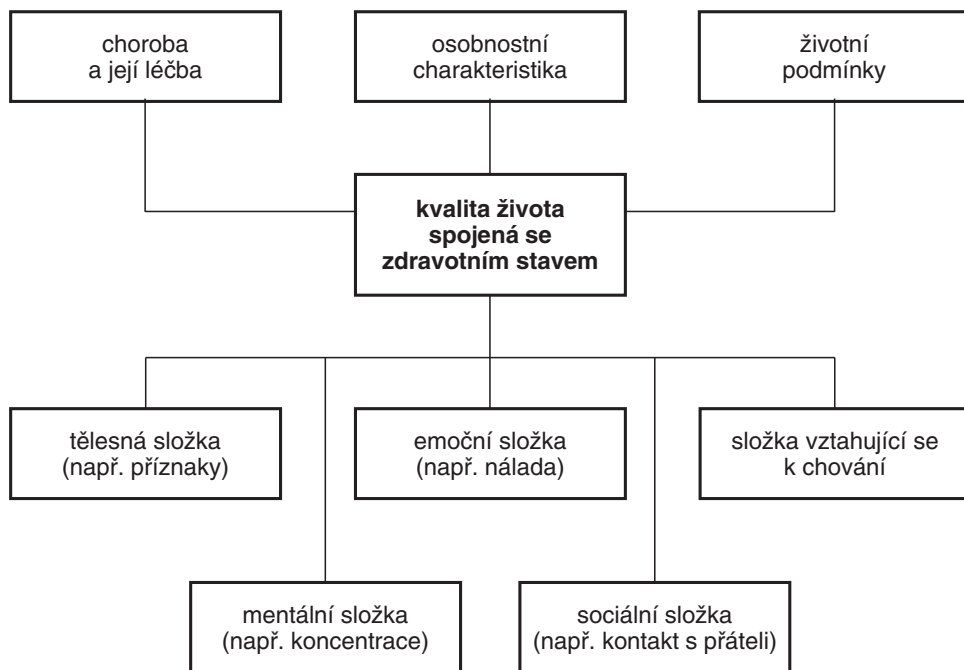 choroba
a její léčba
osobnostní
charakteristika
životní
podmínky
kvalita života
spojená se
zdravotním stavem
tělesná složka
(např. příznaky)
emoční složka
(např. nálada)
složka vztahující se
k chování
mentální složka
(např. koncentrace)
sociální složka
(např. kontakt s přáteli)